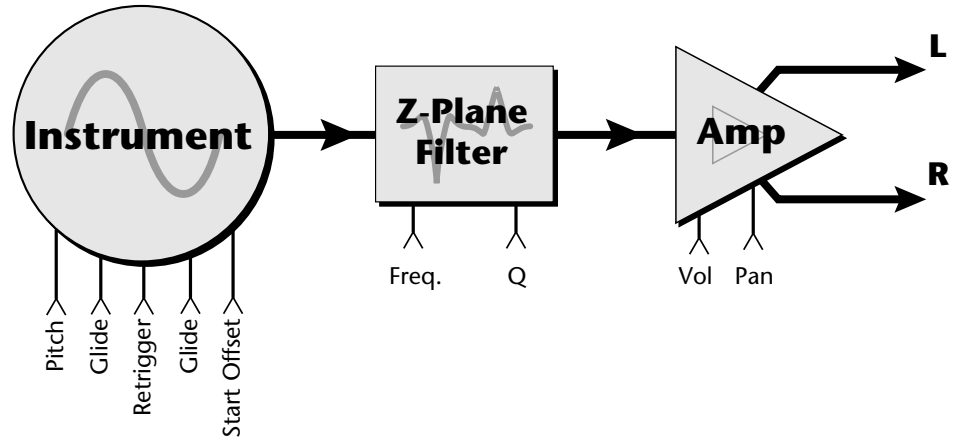 Instrument
Z-Plane
Filter
Amp
L
R
Freq.
Q
Vol
Pan
Pitch
Glide
Retrigger
Glide
Start Offset